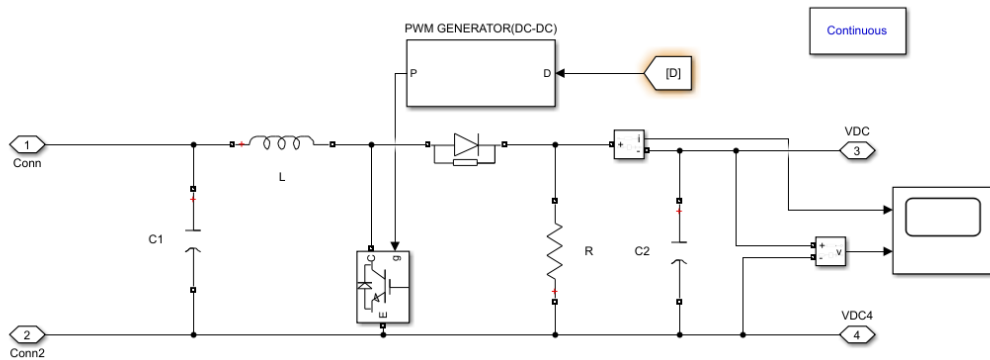 PWM GENERATOR(DC-DC)
Continuous
P
D
[D]
1
Conn
+
L
+
i
+
-
VDC
3
+
C1
C
g
E
R
+
C2
+
+
-
v
2
Conn2
VDC4
4